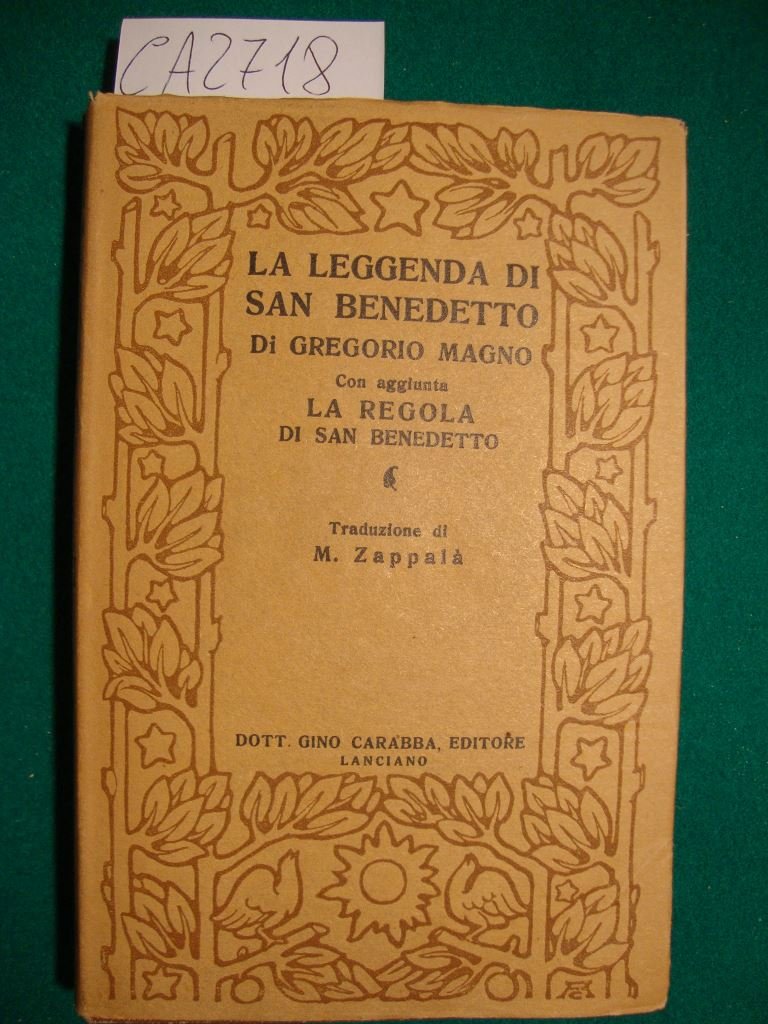 CA2718
LA LEGGENDA DI
SAN BENEDETTO
Di GREGORIO MAGNO
Con aggiunta
LA REGOLA
DI SAN BENEDETTO
Traduzione di
M. Zappalà
DOTT. GINO CARABBA, EDITORE
LANCIANO